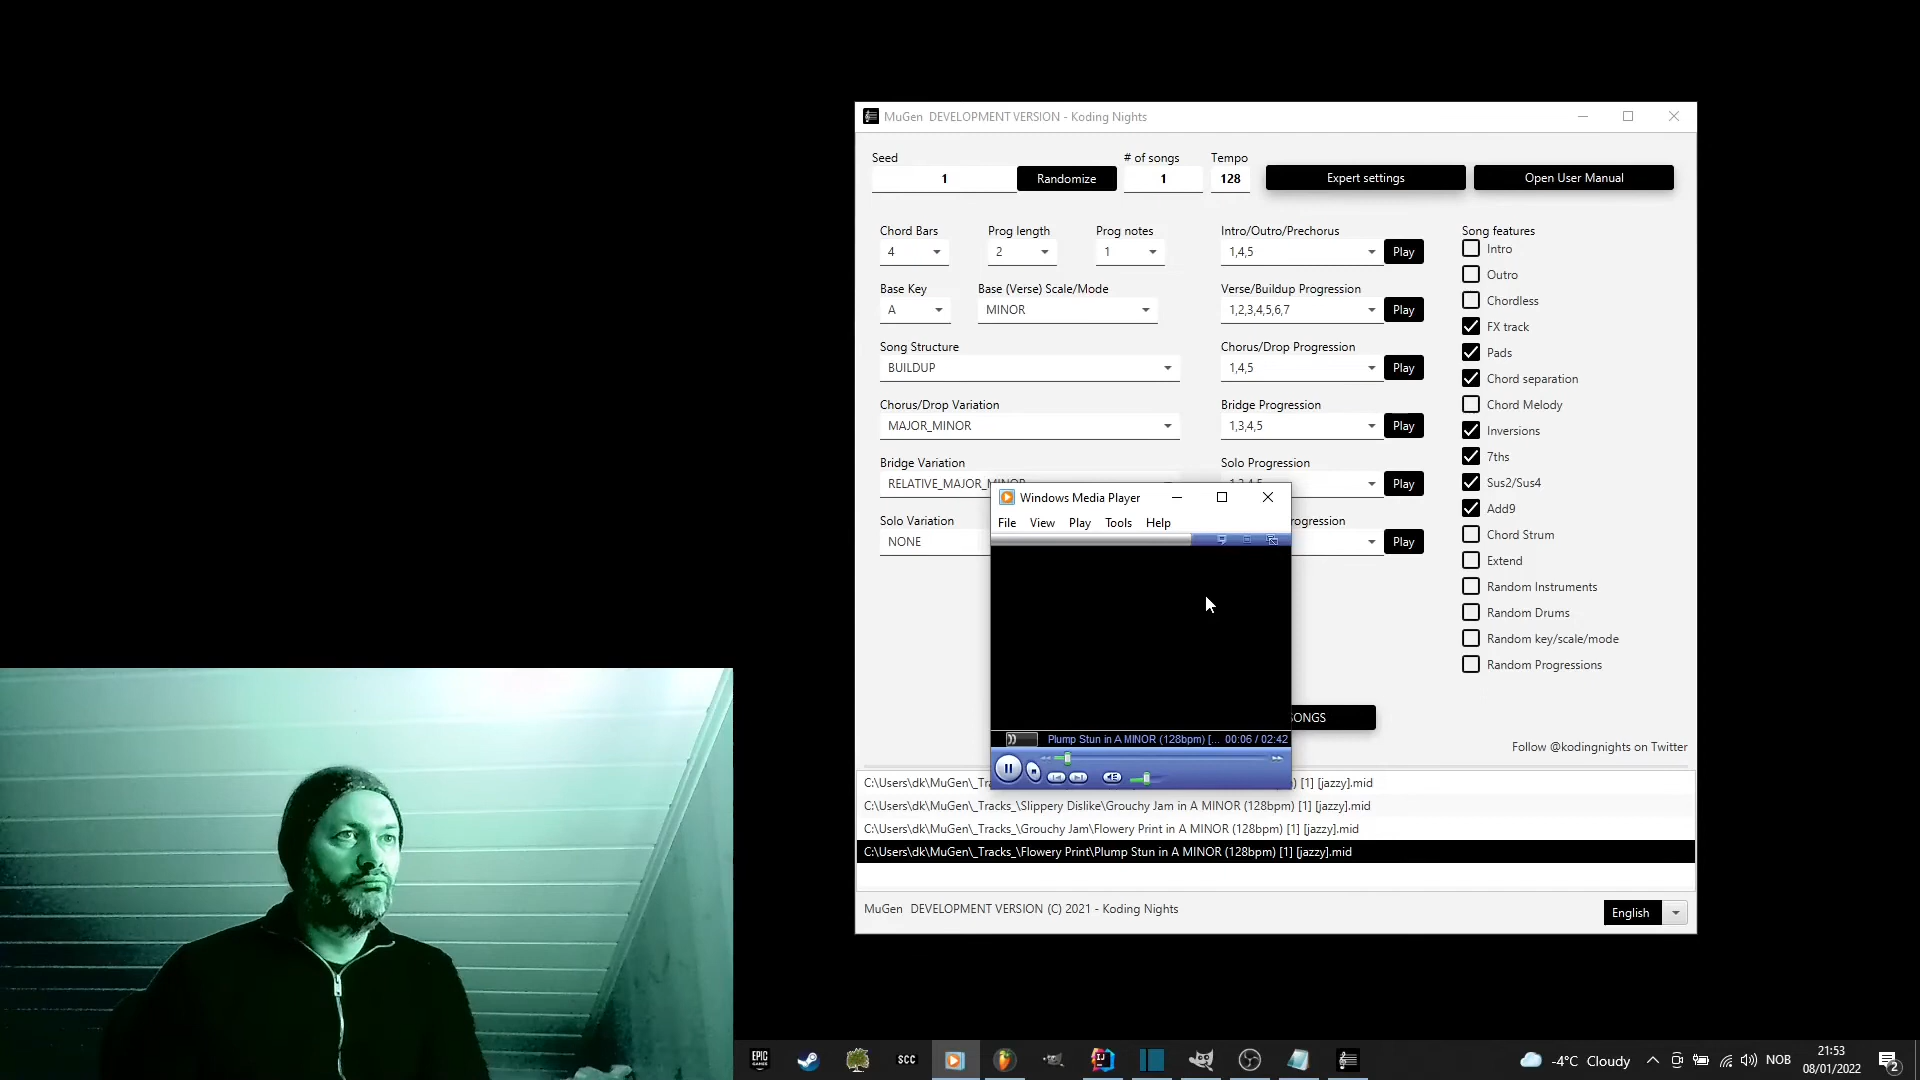 MuGen DEVELOPMENT VERSION - Koding Nights
Seed
# of songs
Tempo
1
Randomize
1
128
Expert settings
Open User Manual
Chord Bars
Prog length
Prog notes
Intro/Outro/Prechorus
Song features
4
2
1
1,4,5
Play
Intro
Outro
Base Key
Base (Verse) Scale/Mode
Verse/Buildup Progression
Chordless
A
MINOR
1,2,3,4,5,6,7
Play
FX track
Song Structure
Chorus/Drop Progression
Pads
BUILDUP
1,4,5
Play
Chord separation
Chorus/Drop Variation
Bridge Progression
Chord Melody
MAJOR_MINOR
1,3,4,5
Play
Inversions
Bridge Variation
Solo Progression
7ths
RELATIVE_MAJOR_MINOR
Play
Sus2/Sus4
Windows Media Player
Add9
Solo Variation
File View Play Tools Help
NONE
Play
Chord Strum
Extend
Random Instruments
Random Drums
Random key/scale/mode
Random Progressions
SONGS
Plump Stun in A MINOR (128bpm) [... 00:06 / 02:42
Follow @kodingnights on Twitter
C:\Users\dk\MuGen\_Tra
) [1] [jazzy].mid
C:\Users\dk\MuGen\_Tracks_\Slippery Dislike\Grouchy Jam in A MINOR (128bpm) [1] [jazzy].mid
C:\Users\dk\MuGen\_Tracks_\Grouchy Jam\Flowery Print in A MINOR (128bpm) [1] [jazzy].mid
C:\Users\dk\MuGen\_Tracks_\Flowery Print\Plump Stun in A MINOR (128bpm) [1] [jazzy].mid
MuGen DEVELOPMENT VERSION (C) 2021 - Koding Nights
English
EPIC GAMES
SCC
-4°C Cloudy
NOB
21:53
08/01/2022
2